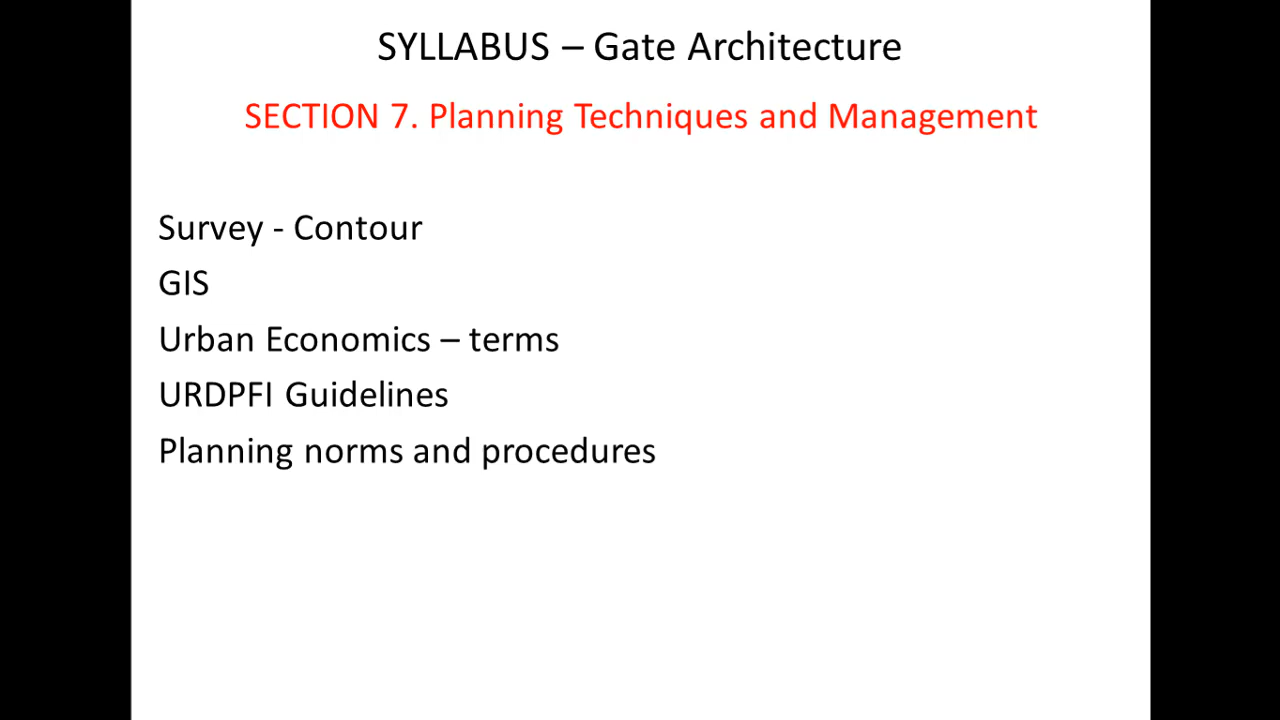 SYLLABUS – Gate Architecture
SECTION 7. Planning Techniques and Management
Survey - Contour
GIS
Urban Economics – terms
URDPFI Guidelines
Planning norms and procedures